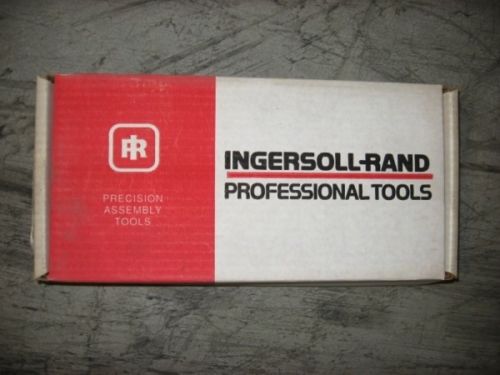 IR
PRECISION
ASSEMBLY
TOOLS
INGERSOLL-RAND
PROFESSIONAL TOOLS